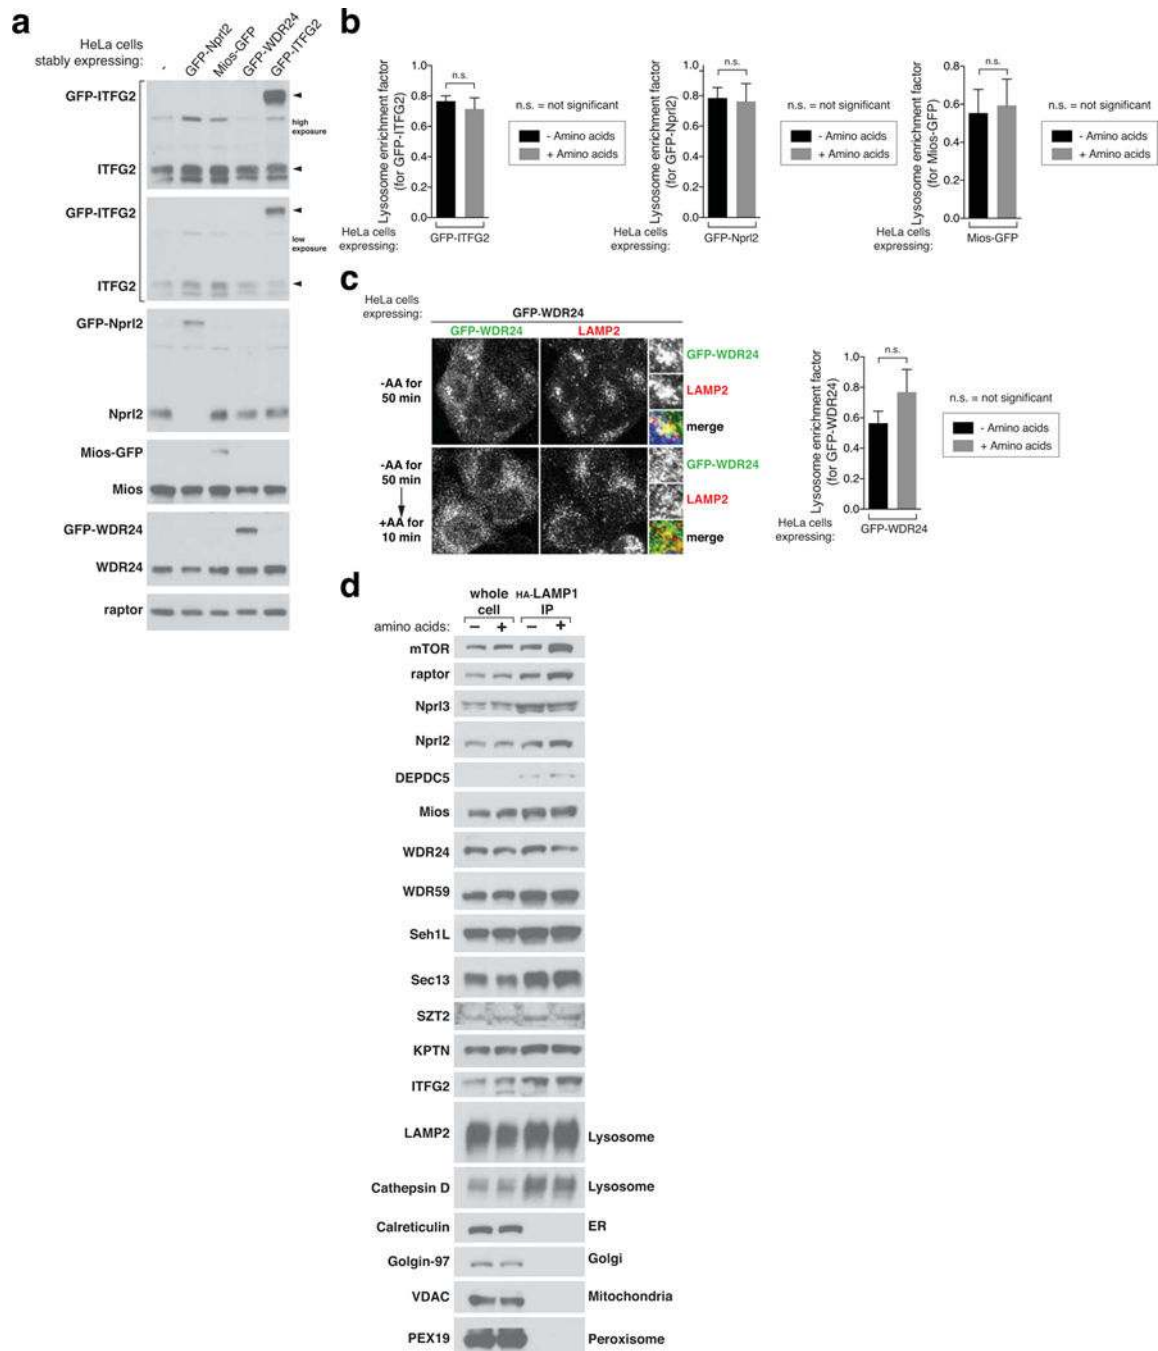 a
HeLa cells
stably expressing:
-
GFP-Nprl2
Mios-GFP
GFP-WDR24
GFP-ITFG2
GFP-ITFG2
high
exposure
ITFG2
GFP-ITFG2
low
exposure
ITFG2
GFP-Nprl2
Nprl2
Mios-GFP
Mios
GFP-WDR24
WDR24
raptor
b
Lysosome enrichment factor
(for GFP-ITFG2)
1.0
0.8
0.6
0.4
0.2
0.0
n.s.
n.s. = not significant
- Amino acids
+ Amino acids
HeLa cells
expressing:
GFP-ITFG2
Lysosome enrichment factor
(for GFP-Nprl2)
1.0
0.8
0.6
0.4
0.2
0.0
n.s.
n.s. = not significant
- Amino acids
+ Amino acids
HeLa cells
expressing:
GFP-Nprl2
Lysosome enrichment factor
(for Mios-GFP)
1.0
0.8
0.6
0.4
0.2
0.0
n.s.
n.s. = not significant
- Amino acids
+ Amino acids
HeLa cells
expressing:
Mios-GFP
c
HeLa cells
expressing:
GFP-WDR24
GFP-WDR24
LAMP2
-AA for
50 min
GFP-WDR24
LAMP2
merge
-AA for
50 min
+AA for
10 min
GFP-WDR24
LAMP2
merge
Lysosome enrichment factor
(for GFP-WDR24)
1.0
0.8
0.6
0.4
0.2
0.0
n.s.
n.s. = not significant
- Amino acids
+ Amino acids
HeLa cells
expressing:
GFP-WDR24
d
whole
cell
HA-LAMP1
IP
amino acids: - + - +
mTOR
raptor
Nprl3
Nprl2
DEPDC5
Mios
WDR24
WDR59
Seh1L
Sec13
SZT2
KPTN
ITFG2
LAMP2 Lysosome
Cathepsin D Lysosome
Calreticulin ER
Golgin-97 Golgi
VDAC Mitochondria
PEX19 Peroxisome